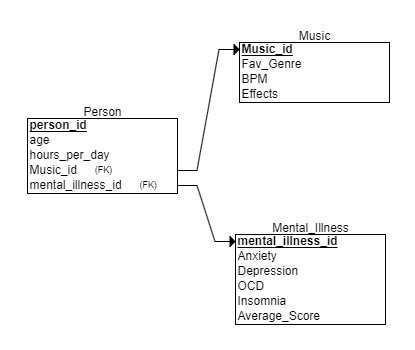 Music
Music_id
Fav_Genre
BPM
Effects
Person
person_id
age
hours_per_day
Music_id (FK)
mental_illness_id (FK)
Mental_Illness
mental_illness_id
Anxiety
Depression
OCD
Insomnia
Average_Score